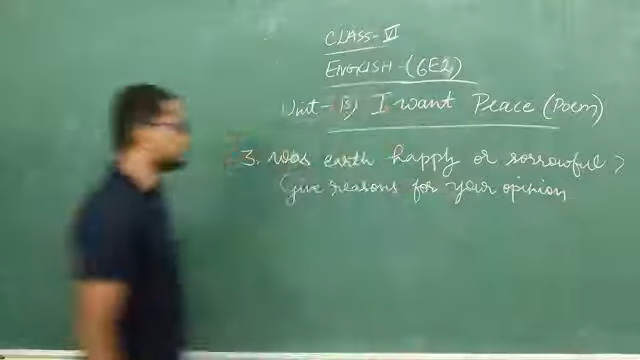 CLASS-VI
ENGLISH-(6E2)
Unit-B) I want Peace (Poem)
3. Was earth happy or sorrowful ?
Give reasons for your opinion.